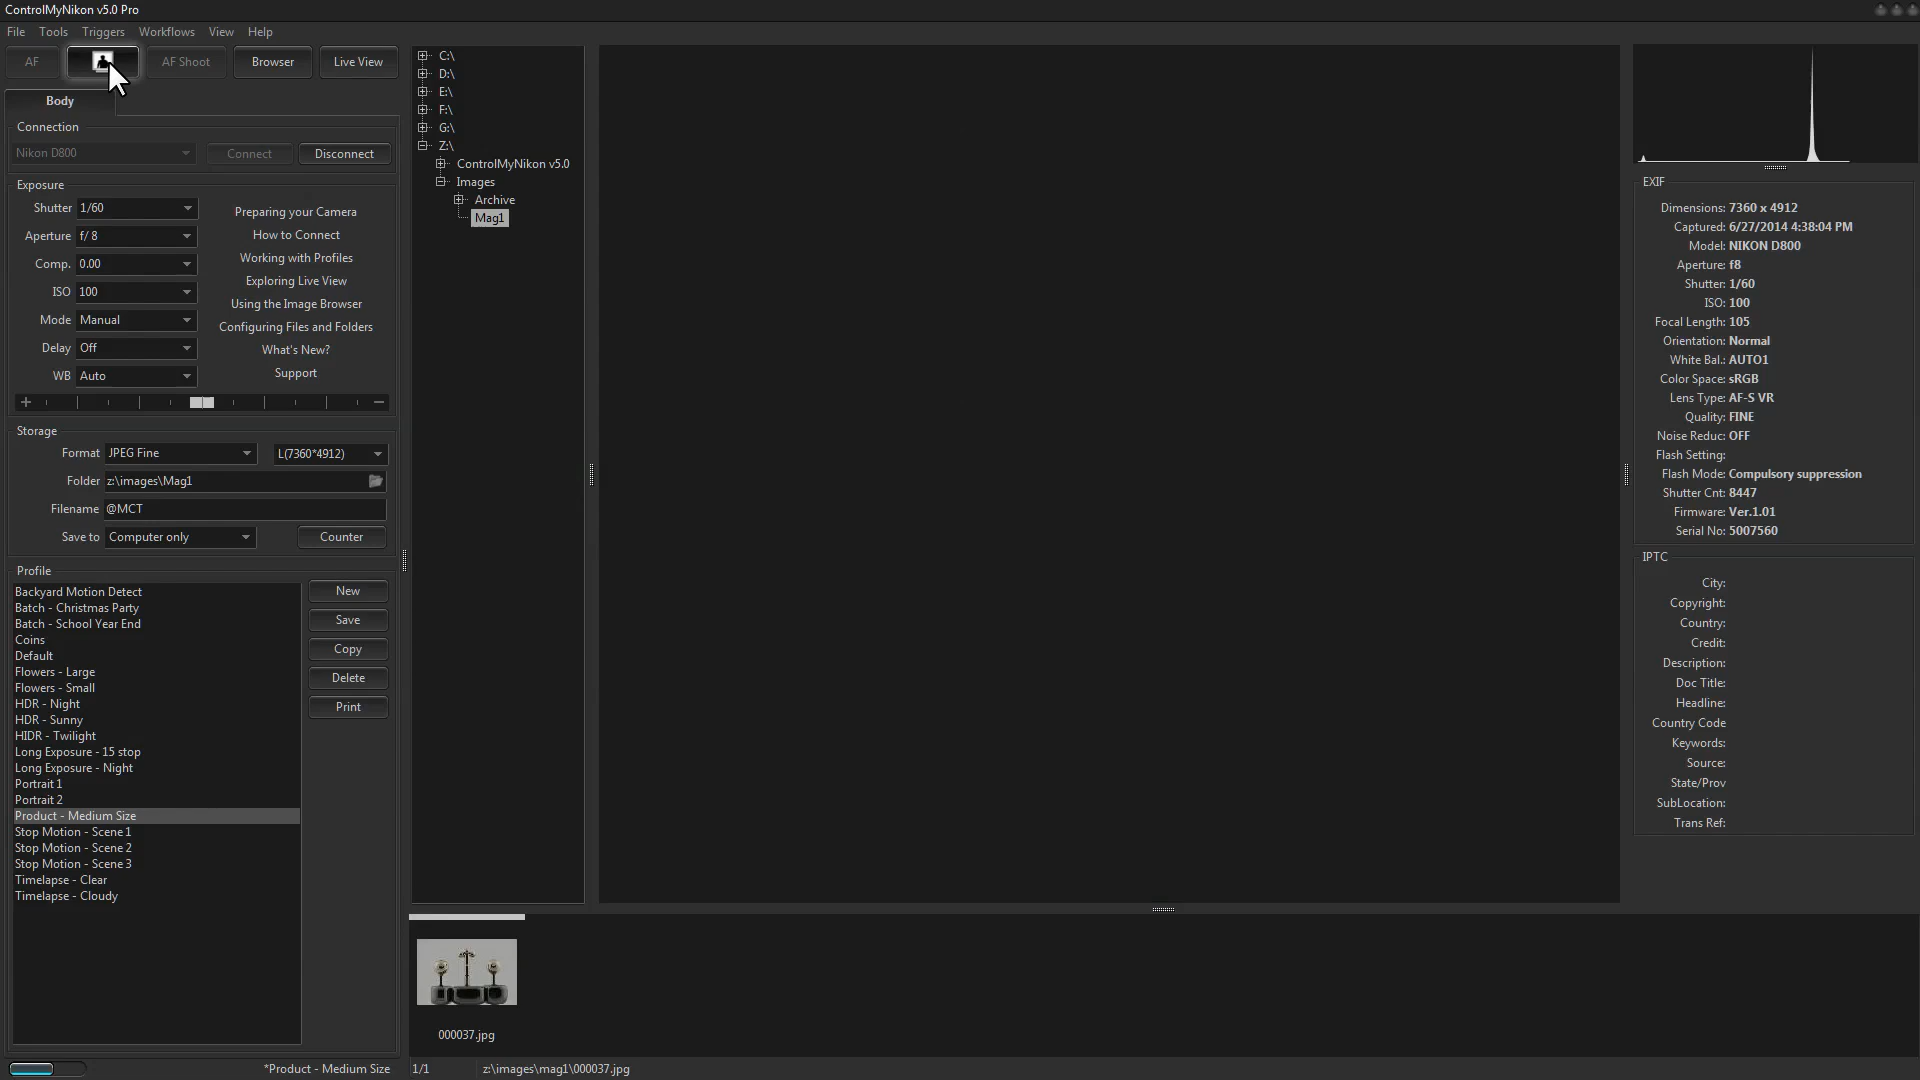 ControlMyNikon v5.0 Pro
File Tools Triggers Workflows View Help
AF AF Shoot Browser Live View
Body
Connection
Nikon D800 Connect Disconnect
Exposure
Shutter 1/60
Aperture f/ 8
Comp. 0.00
ISO 100
Mode Manual
Delay Off
WB Auto
Preparing your Camera
How to Connect
Working with Profiles
Exploring Live View
Using the Image Browser
Configuring Files and Folders
What's New?
Support
Storage
Format JPEG Fine L(7360*4912)
Folder z:\images\Mag1
Filename @MCT
Save to Computer only Counter
Profile
Backyard Motion Detect
Batch - Christmas Party
Batch - School Year End
Coins
Default
Flowers - Large
Flowers - Small
HDR - Night
HDR - Sunny
HIDR - Twilight
Long Exposure - 15 stop
Long Exposure - Night
Portrait 1
Portrait 2
Product - Medium Size
Stop Motion - Scene 1
Stop Motion - Scene 2
Stop Motion - Scene 3
Timelapse - Clear
Timelapse - Cloudy
New
Save
Copy
Delete
Print
C:\
D:\
E:\
F:\
G:\
Z:\
ControlMyNikon v5.0
Images
Archive
Mag1
EXIF
Dimensions: 7360 x 4912
Captured: 6/27/2014 4:38:04 PM
Model: NIKON D800
Aperture: f8
Shutter: 1/60
ISO: 100
Focal Length: 105
Orientation: Normal
White Bal.: AUTO1
Color Space: sRGB
Lens Type: AF-S VR
Quality: FINE
Noise Reduc: OFF
Flash Setting:
Flash Mode: Compulsory suppression
Shutter Cnt: 8447
Firmware: Ver.1.01
Serial No: 5007560
IPTC
City:
Copyright:
Country:
Credit:
Description:
Doc Title:
Headline:
Country Code
Keywords:
Source:
State/Prov
SubLocation:
Trans Ref:
000037.jpg
*Product - Medium Size 1/1 z:\images\mag1\000037.jpg